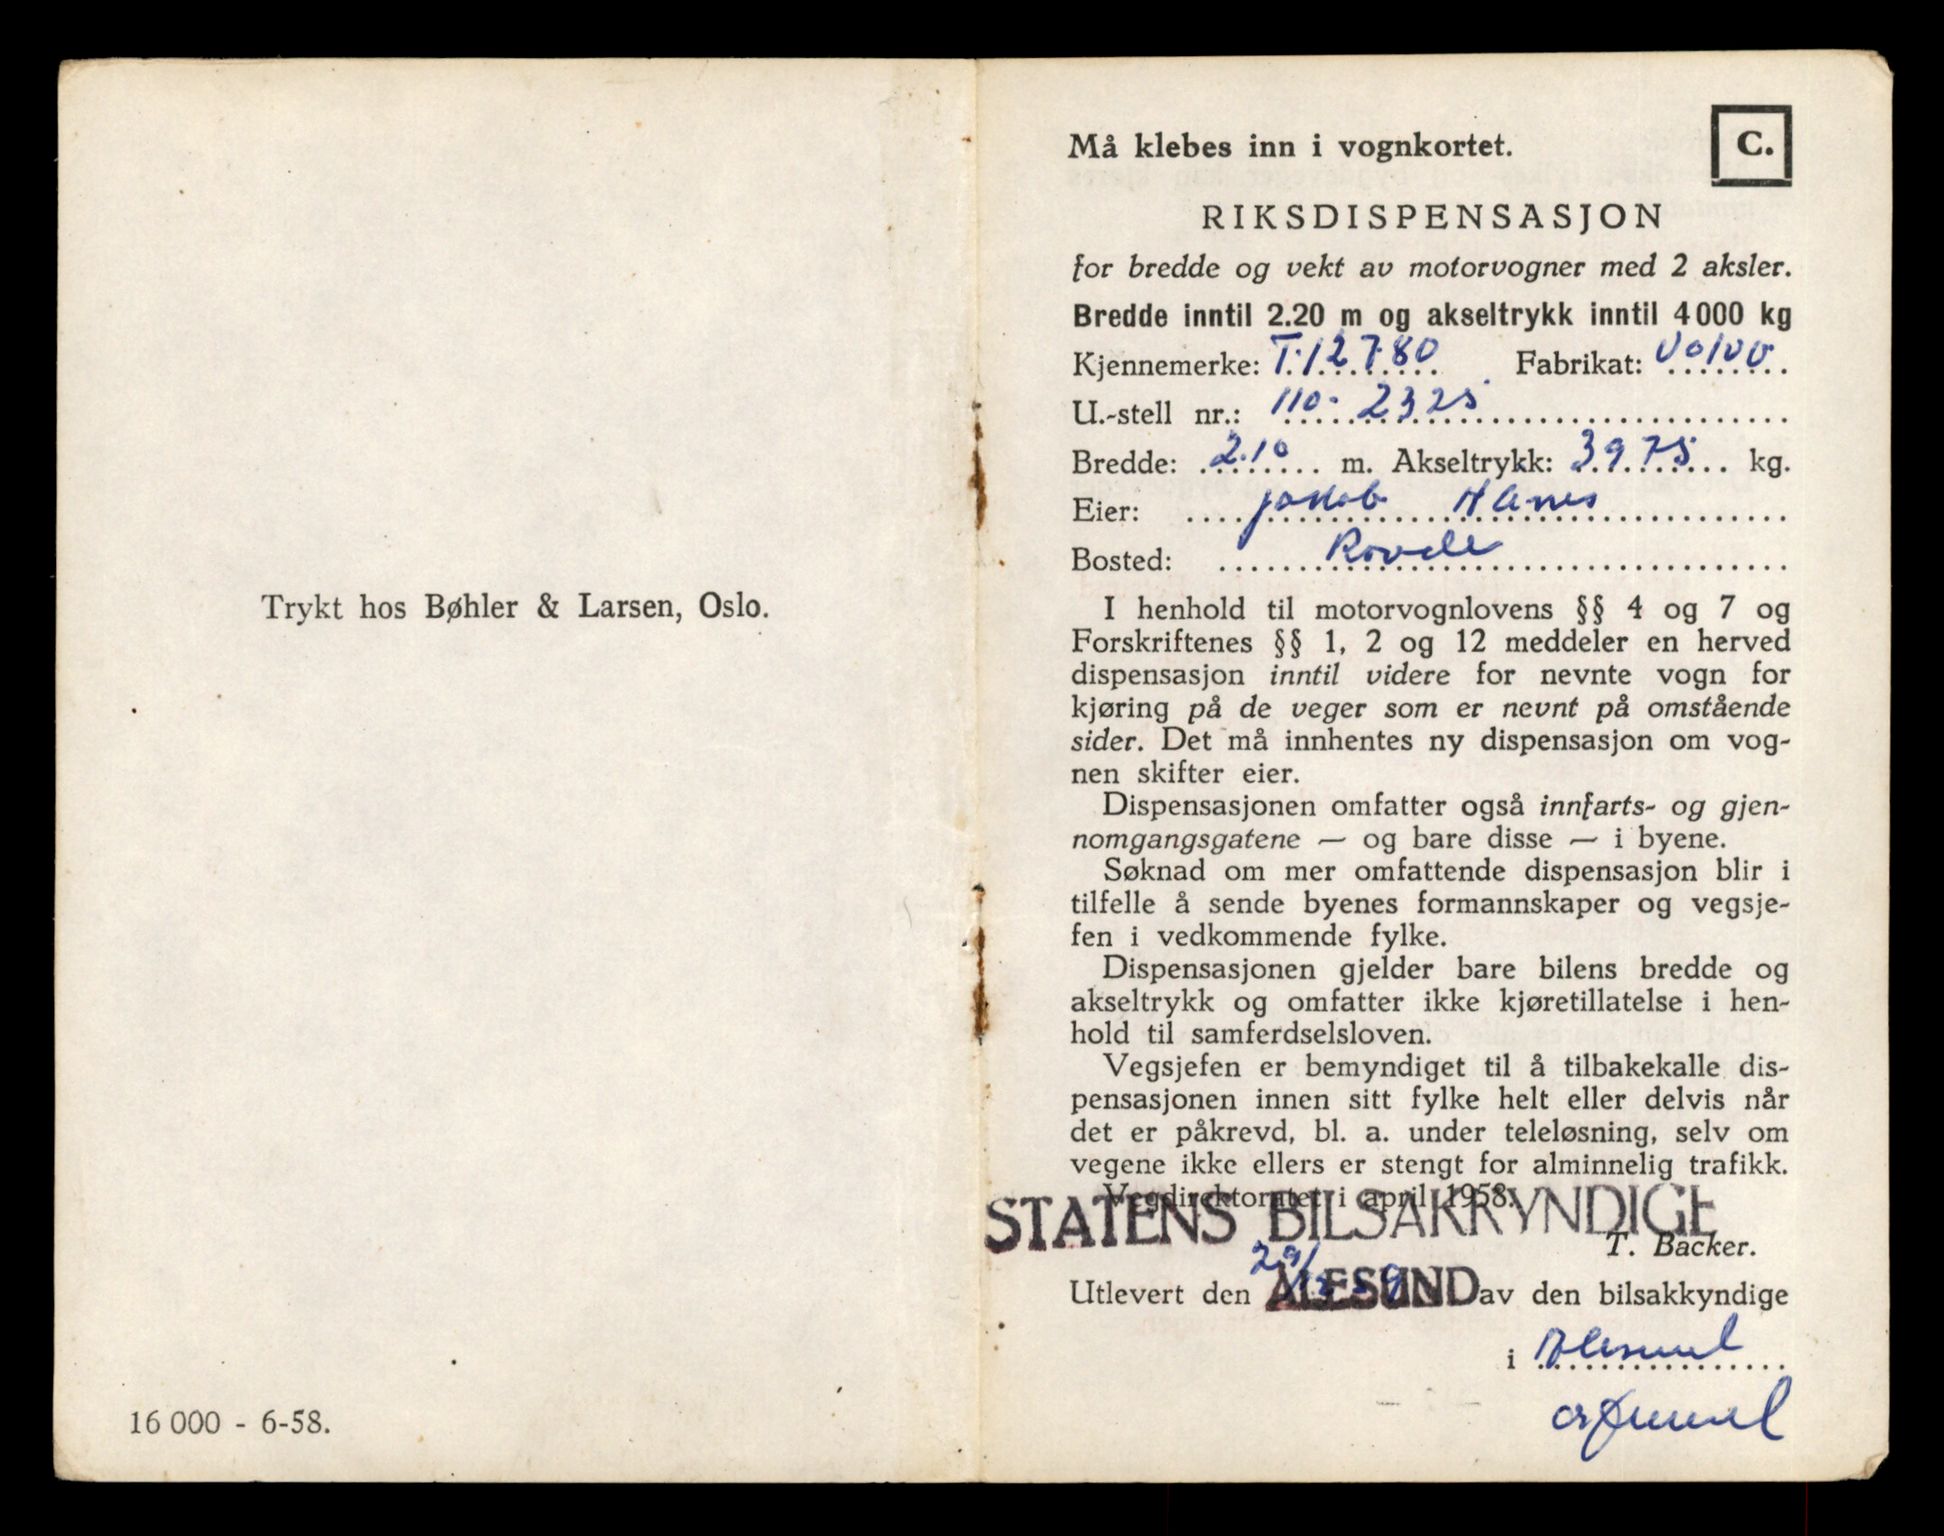 Trykt hos Bøhler & Larsen, Oslo.
16 000 - 6-58.
Må klebes inn i vognkortet.
C.
RIKSDISPENSASJON
for bredde og vekt av motorvogner med 2 aksler.
Bredde inntil 2.20 m og akseltrykk inntil 4000 kg
Kjennemerke: T.12780 Fabrikat: Volvo
U.-stell nr.: 110-2325
Bredde: 2.10 m. Akseltrykk: 3975 kg.
Eier: Jakob Hanes
Bosted: Rovde
I henhold til motorvognlovens §§ 4 og 7 og
Forskriftenes §§ 1, 2 og 12 meddeler en herved
dispensasjon inntil videre for nevnte vogn for
kjøring på de veger som er nevnt på omstående
sider. Det må innhentes ny dispensasjon om vog-
nen skifter eier.
Dispensasjonen omfatter også innfarts- og gjen-
nomgangsgatene — og bare disse — i byene.
Søknad om mer omfattende dispensasjon blir i
tilfelle å sende byenes formannskaper og vegsje-
fen i vedkommende fylke.
Dispensasjonen gjelder bare bilens bredde og
akseltrykk og omfatter ikke kjøretillatelse i hen-
hold til samferdselsloven.
Vegsjefen er bemyndiget til å tilbakekalle dis-
pensasjonen innen sitt fylke helt eller delvis når
det er påkrevd, bl. a. under teleløsning, selv om
vegene ikke ellers er stengt for alminnelig trafikk.
Vegdirektoratet i april 1958.
STATENS BILSAKKYNDIGE
T. Backer.
ÅLESUND
Utlevert den 29/ av den bilsakkyndige
i Ålesund